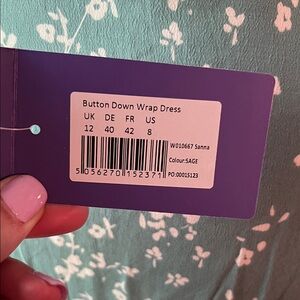 Button Down Wrap Dress
UK DE FR US
12 40 42 8
W010667 Sanna
Colour:SAGE
PO:00015123
5 056270 152371